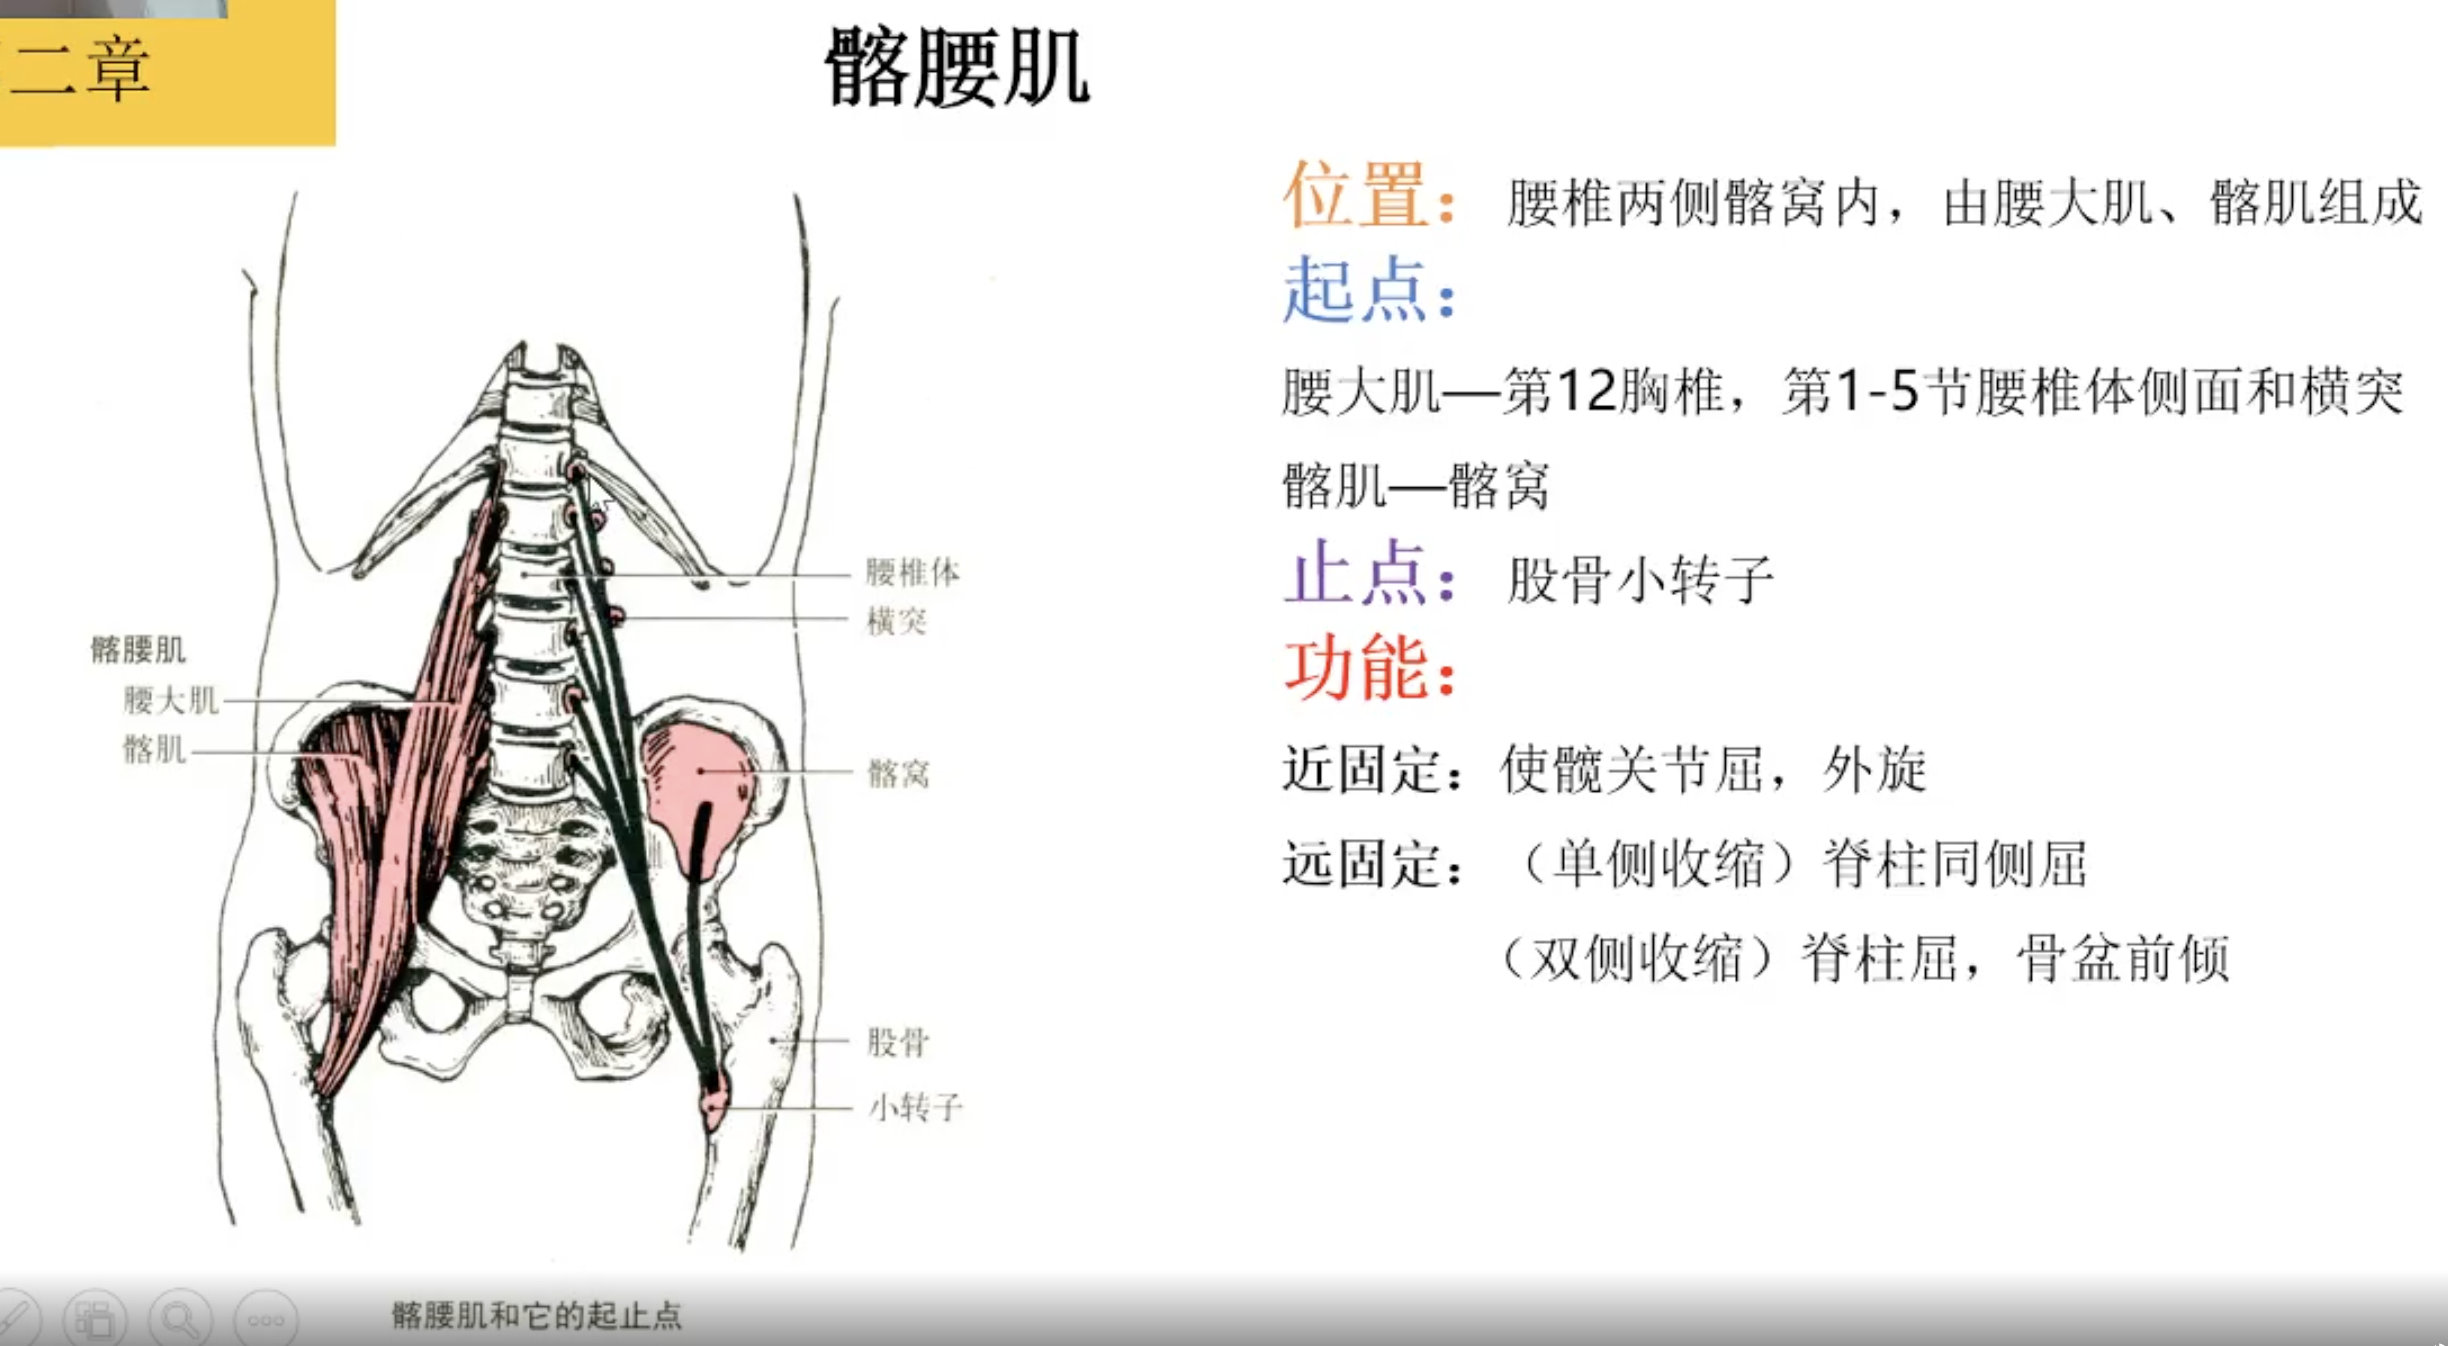 二章
髂腰肌
位置： 腰椎两侧髂窝内，由腰大肌、髂肌组成
起点：
腰大肌—第12胸椎，第1-5节腰椎体侧面和横突
髂肌—髂窝
止点： 股骨小转子
功能：
近固定：使髋关节屈，外旋
远固定：（单侧收缩）脊柱同侧屈
（双侧收缩）脊柱屈，骨盆前倾
腰椎体
横突
髂腰肌
腰大肌
髂肌
髂窝
股骨
小转子
髂腰肌和它的起止点